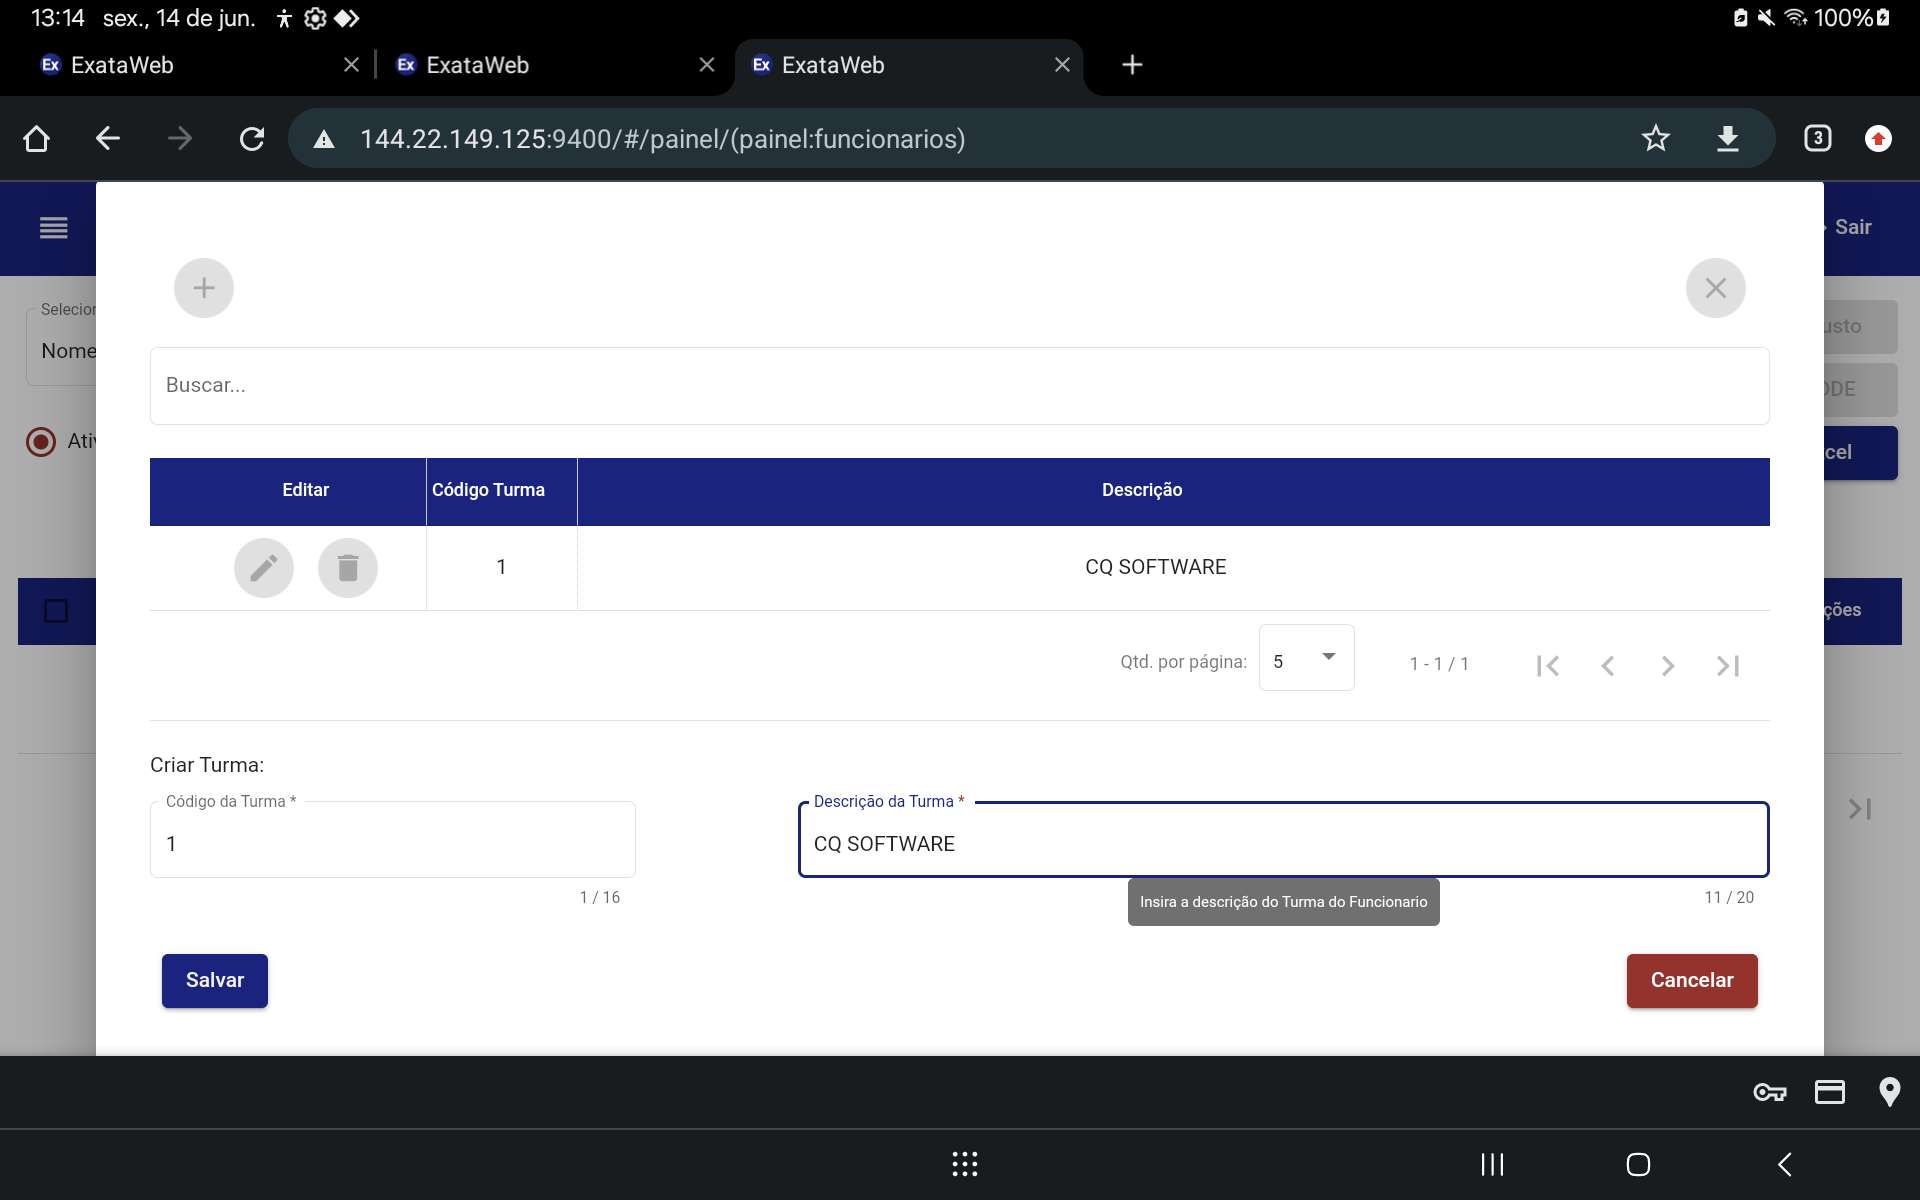 13:14 sex., 14 de jun. 100%
Ex ExataWeb Ex ExataWeb Ex ExataWeb
144.22.149.125:9400/#/painel/(painel:funcionarios) 3
Sair
Selecior
Nome
usto
Buscar...
ODE
Ativ
cel
Editar Código Turma Descrição
1 CQ SOFTWARE
ções
Qtd. por página: 5 1 - 1 / 1
Criar Turma:
Código da Turma * Descrição da Turma *
1 CQ SOFTWARE
1 / 16 11 / 20
Insira a descrição do Turma do Funcionario
Salvar Cancelar